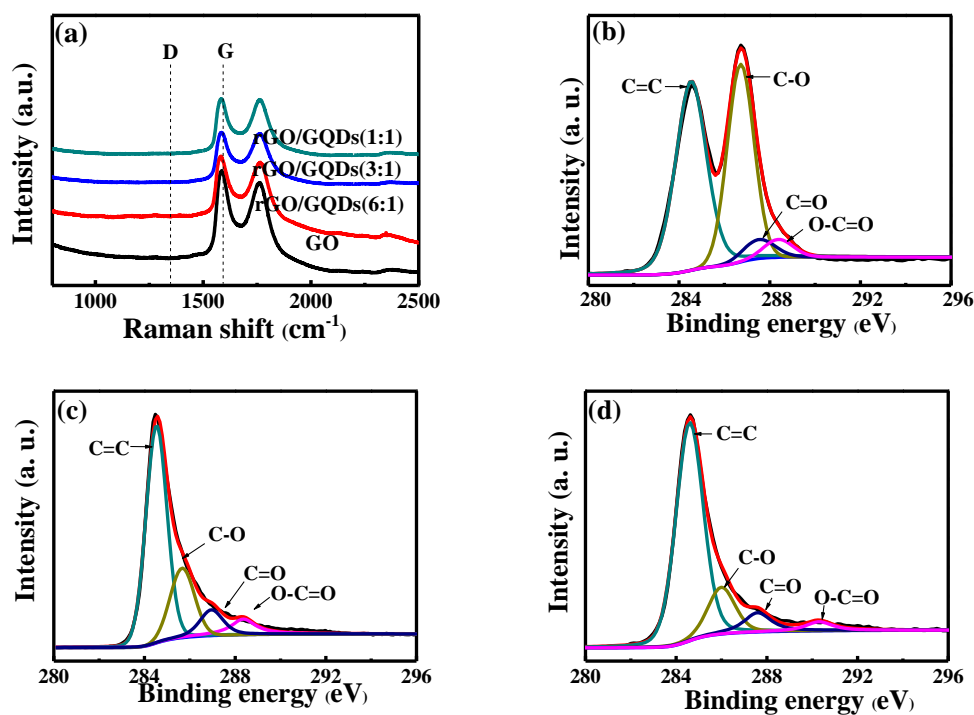 (a)
D G
rGO/GQDs(1:1)
rGO/GQDs(3:1)
rGO/GQDs(6:1)
GO
Intensity (a.u.)
1000 1500 2000 2500
Raman shift (cm⁻¹)
(b)
C=C
C-O
C=O
O-C=O
Intensity (a. u.)
280 284 288 292 296
Binding energy (eV)
(c)
C=C
C-O
C=O
O-C=O
Intensity (a. u.)
280 284 288 292 296
Binding energy (eV)
(d)
C=C
C-O
C=O
O-C=O
Intensity (a. u.)
280 284 288 292 296
Binding energy (eV)